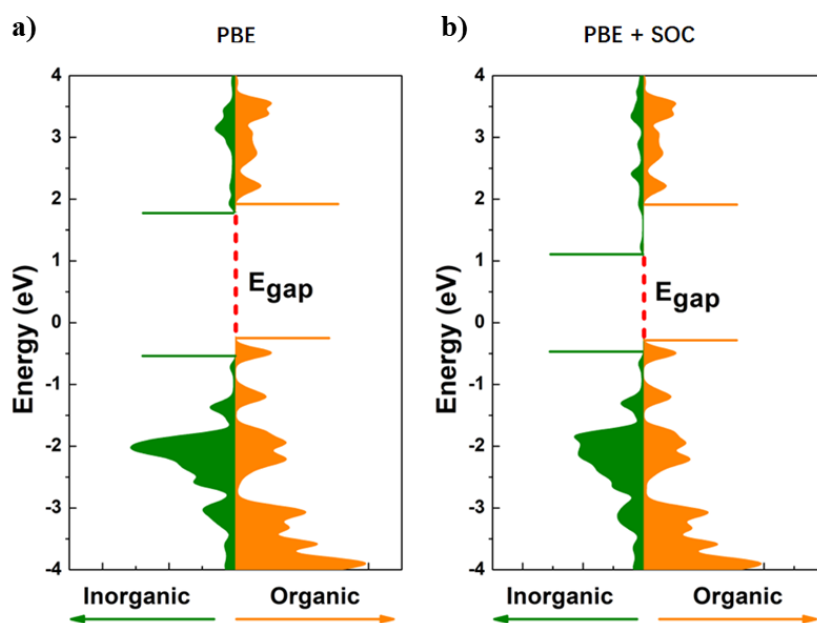 a)
PBE
Energy (eV)
4
3
2
1
0
-1
-2
-3
-4
Egap
Inorganic
Organic
b)
PBE + SOC
Energy (eV)
4
3
2
1
0
-1
-2
-3
-4
Egap
Inorganic
Organic